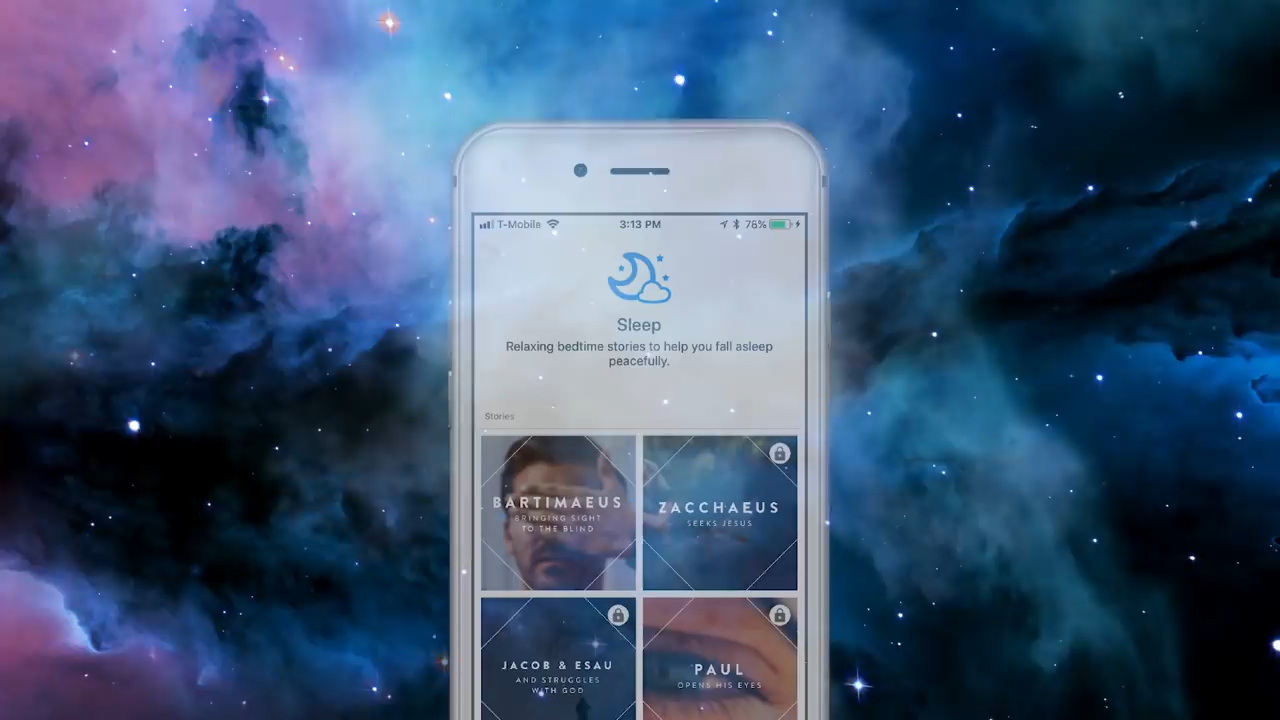 T-Mobile 3:13 PM 78%
Sleep
Relaxing bedtime stories to help you fall asleep
peacefully.
Stories
BARTIMAEUS
BRINGING SIGHT
TO THE BLIND
ZACCHAEUS
SEEKS JESUS
JACOB & ESAU
AND STRUGGLES
WITH GOD
PAUL
OPENS HIS EYES